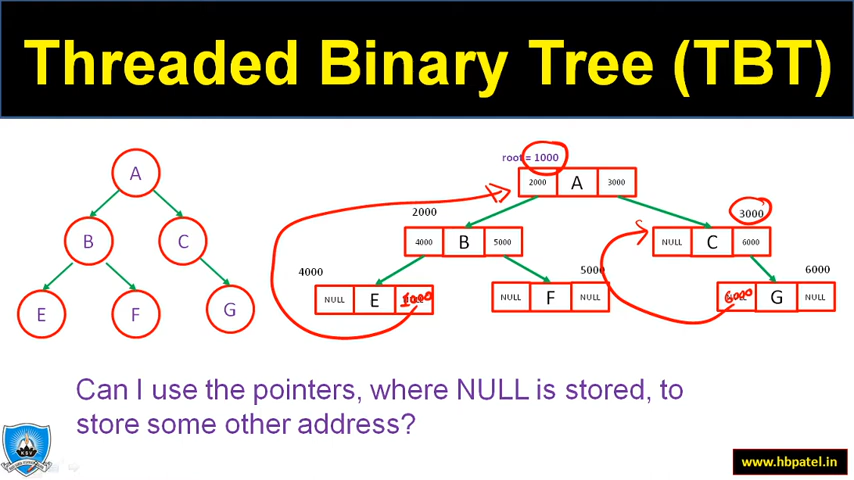 Threaded Binary Tree (TBT)
A
B
C
E
F
G
root = 1000
2000 A 3000
2000
4000 B 5000
3000
NULL C 6000
4000
NULL E 1000
5000
NULL F NULL
6000
6000 G NULL
Can I use the pointers, where NULL is stored, to
store some other address?
KSV
www.hbpatel.in